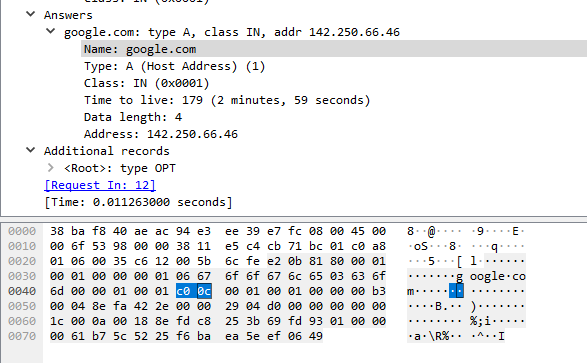 Class: IN (0x0001)
Answers
google.com: type A, class IN, addr 142.250.66.46
Name: google.com
Type: A (Host Address) (1)
Class: IN (0x0001)
Time to live: 179 (2 minutes, 59 seconds)
Data length: 4
Address: 142.250.66.46
Additional records
<Root>: type OPT
[Request In: 12]
[Time: 0.011263000 seconds]
0000 38 ba f8 40 ae ac 94 e3 ee 39 e7 fc 08 00 45 00 8··@···· ·9····E·
0010 00 6f 53 98 00 00 38 11 e5 c4 cb 71 bc 01 c0 a8 ·oS···8· ···q····
0020 01 06 00 35 c6 12 00 5b 6c fe e2 0b 81 80 00 01 ···5···[ l·······
0030 00 01 00 00 00 01 06 67 6f 6f 67 6c 65 03 63 6f ·······g oogle·co
0040 6d 00 00 01 00 01 c0 0c 00 01 00 01 00 00 00 b3 m······· ········
0050 00 04 8e fa 42 2e 00 00 29 04 d0 00 00 00 00 00 ····B.·· )·······
0060 1c 00 0a 00 18 8e fd c8 25 3b 69 fd 93 01 00 00 ········ %;i·····
0070 00 61 b7 5c 52 25 f6 ba ea 5e ef 06 49 ·a·\R%·· ·^··I